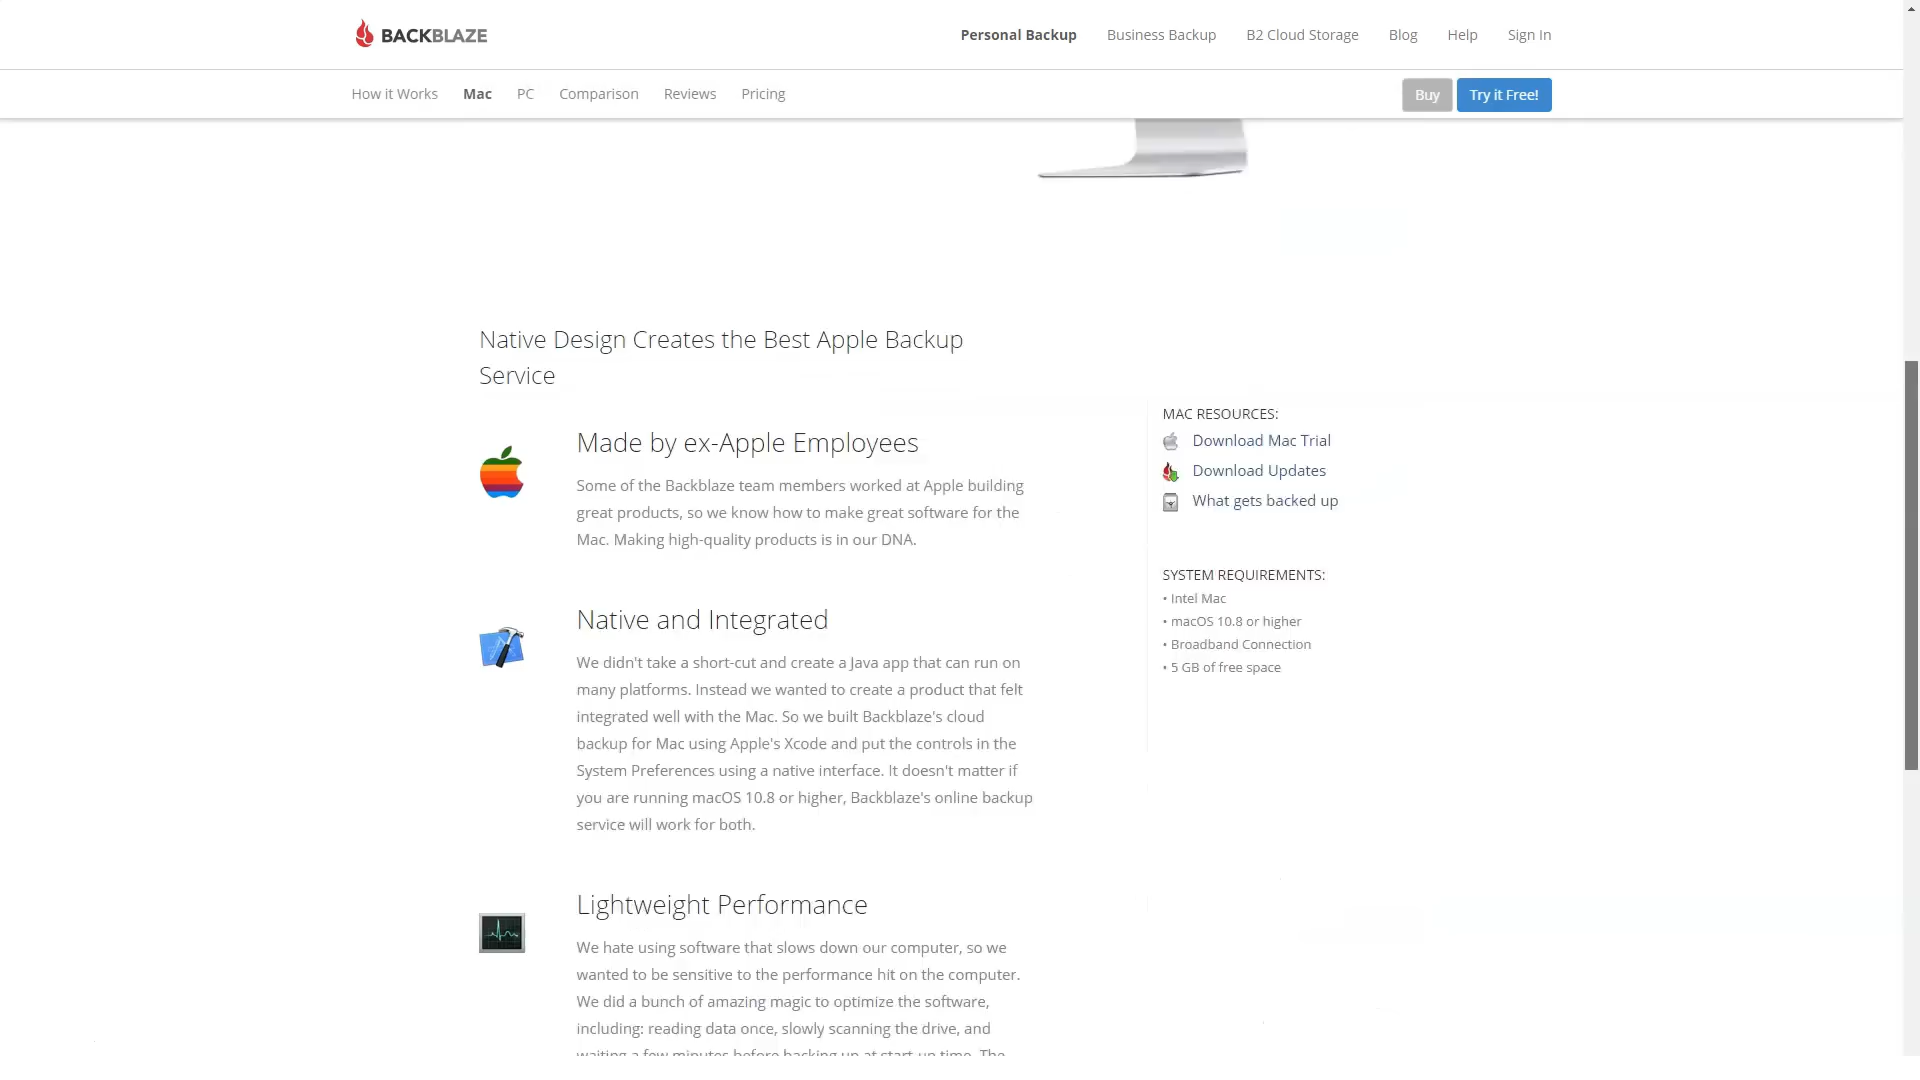 BACKBLAZE
Personal Backup
Business Backup
B2 Cloud Storage
Blog
Help
Sign In
How it Works
Mac
PC
Comparison
Reviews
Pricing
Buy
Try it Free!
Native Design Creates the Best Apple Backup
Service
Made by ex-Apple Employees
Some of the Backblaze team members worked at Apple building
great products, so we know how to make great software for the
Mac. Making high-quality products is in our DNA.
Native and Integrated
We didn't take a short-cut and create a Java app that can run on
many platforms. Instead we wanted to create a product that felt
integrated well with the Mac. So we built Backblaze's cloud
backup for Mac using Apple's Xcode and put the controls in the
System Preferences using a native interface. It doesn't matter if
you are running macOS 10.8 or higher, Backblaze's online backup
service will work for both.
Lightweight Performance
We hate using software that slows down our computer, so we
wanted to be sensitive to the performance hit on the computer.
We did a bunch of amazing magic to optimize the software,
including: reading data once, slowly scanning the drive, and
waiting a few minutes before backing up at start-up time. The
MAC RESOURCES:
Download Mac Trial
Download Updates
What gets backed up
SYSTEM REQUIREMENTS:
• Intel Mac
• macOS 10.8 or higher
• Broadband Connection
• 5 GB of free space